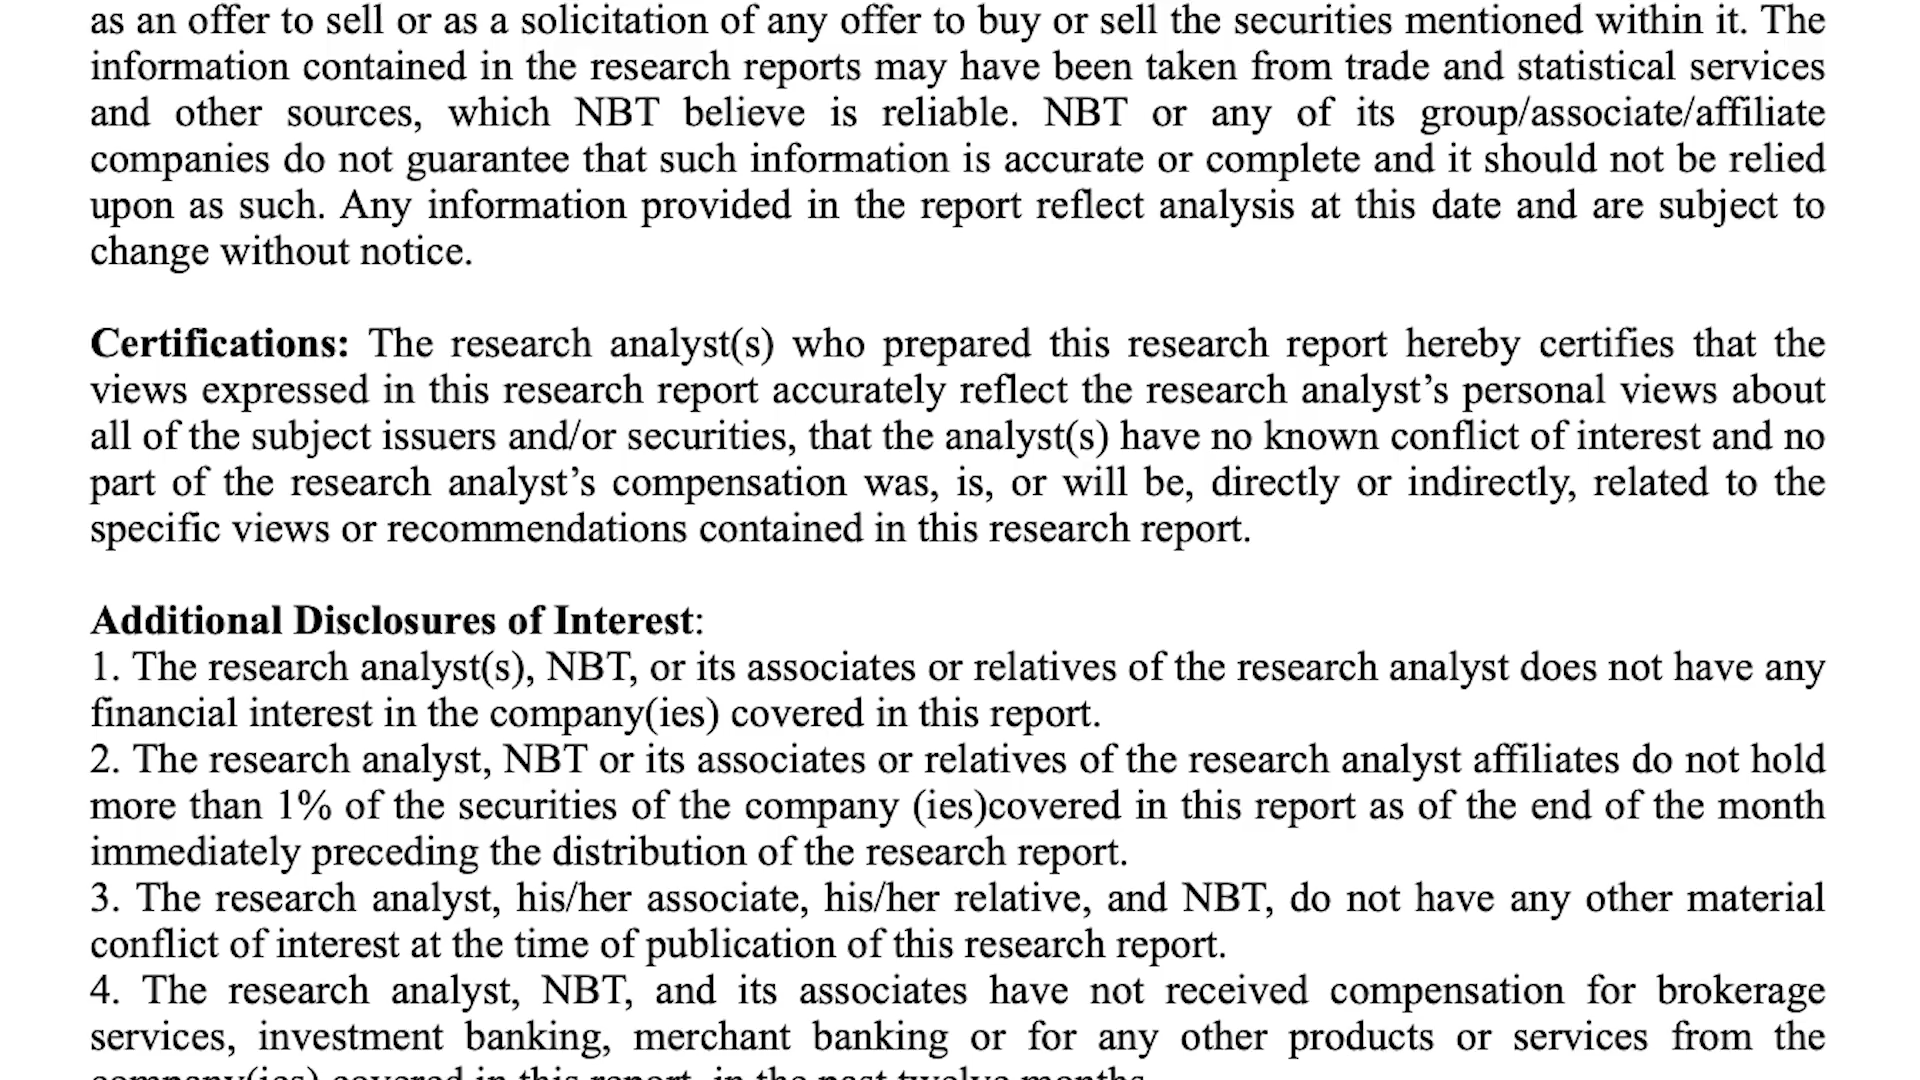 as an offer to sell or as a solicitation of any offer to buy or sell the securities mentioned within it. The
information contained in the research reports may have been taken from trade and statistical services
and other sources, which NBT believe is reliable. NBT or any of its group/associate/affiliate
companies do not guarantee that such information is accurate or complete and it should not be relied
upon as such. Any information provided in the report reflect analysis at this date and are subject to
change without notice.
Certifications: The research analyst(s) who prepared this research report hereby certifies that the
views expressed in this research report accurately reflect the research analyst’s personal views about
all of the subject issuers and/or securities, that the analyst(s) have no known conflict of interest and no
part of the research analyst’s compensation was, is, or will be, directly or indirectly, related to the
specific views or recommendations contained in this research report.
Additional Disclosures of Interest:
1. The research analyst(s), NBT, or its associates or relatives of the research analyst does not have any
financial interest in the company(ies) covered in this report.
2. The research analyst, NBT or its associates or relatives of the research analyst affiliates do not hold
more than 1% of the securities of the company (ies)covered in this report as of the end of the month
immediately preceding the distribution of the research report.
3. The research analyst, his/her associate, his/her relative, and NBT, do not have any other material
conflict of interest at the time of publication of this research report.
4. The research analyst, NBT, and its associates have not received compensation for brokerage
services, investment banking, merchant banking or for any other products or services from the
company(ies) covered in this report, in the past twelve months.